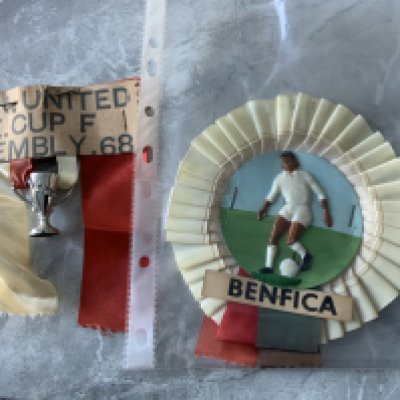 UNITED
CUP F
EMBLY.68
BENFICA